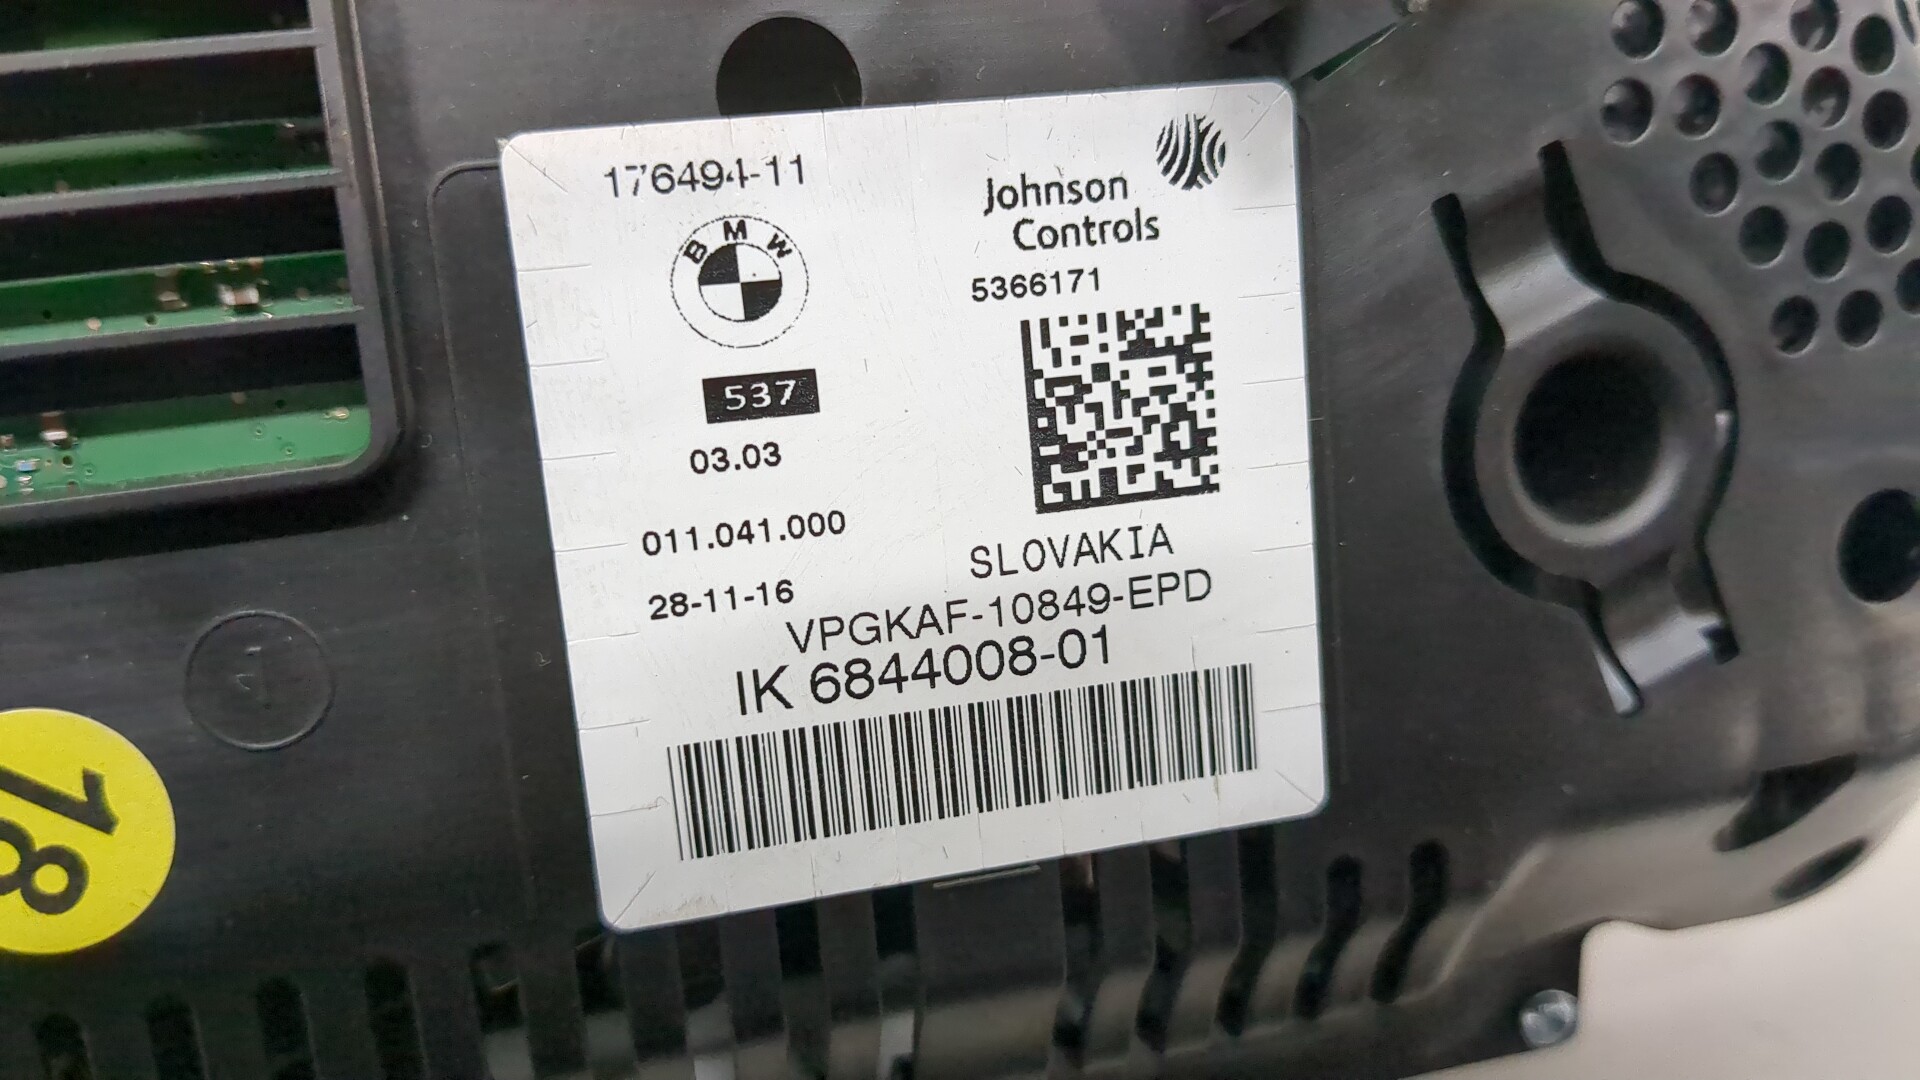 176494-11
BMW
537
03.03
011.041.000
28-11-16
Johnson
Controls
5366171
SLOVAKIA
VPGKAF-10849-EPD
IK 6844008-01
18